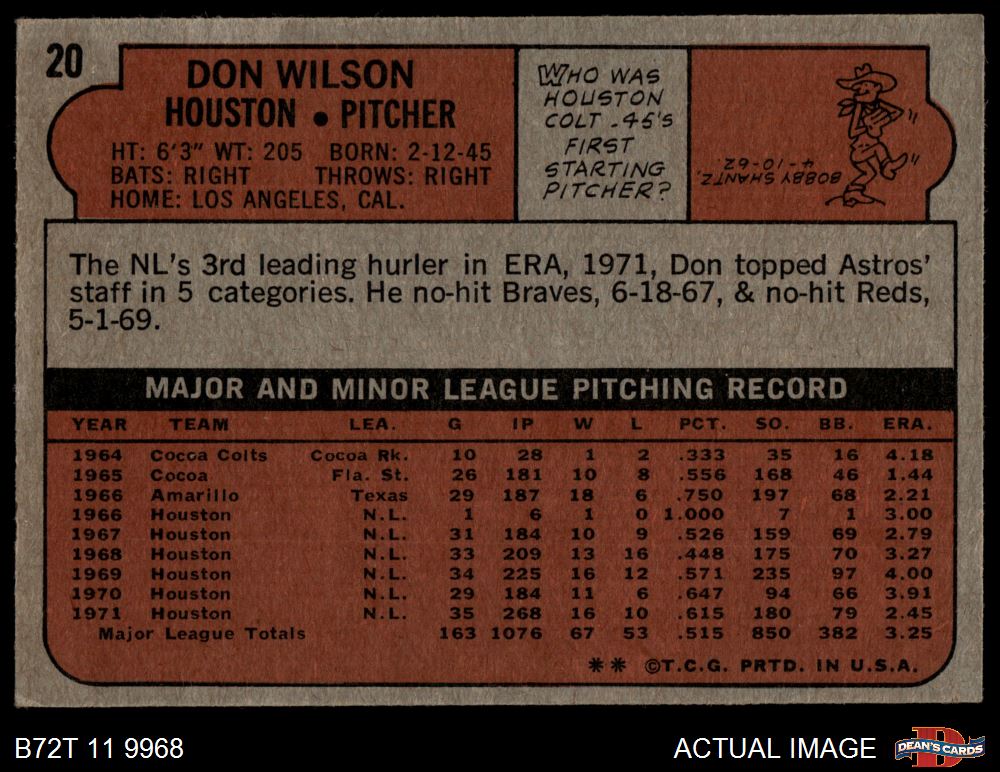 20
DON WILSON
HOUSTON • PITCHER
HT: 6'3" WT: 205 BORN: 2-12-45
BATS: RIGHT THROWS: RIGHT
HOME: LOS ANGELES, CAL.
WHO WAS
HOUSTON
COLT .45'S
FIRST
STARTING
PITCHER?
BOBBY SHANTZ,
4-10-62.
The NL's 3rd leading hurler in ERA, 1971, Don topped Astros'
staff in 5 categories. He no-hit Braves, 6-18-67, & no-hit Reds,
5-1-69.
MAJOR AND MINOR LEAGUE PITCHING RECORD
YEAR TEAM LEA. G IP W L PCT. SO. BB. ERA.
1964 Cocoa Colts Cocoa Rk. 10 28 1 2 .333 35 16 4.18
1965 Cocoa Fla. St. 26 181 10 8 .556 168 46 1.44
1966 Amarillo Texas 29 187 18 6 .750 197 68 2.21
1966 Houston N.L. 1 6 1 0 1.000 7 1 3.00
1967 Houston N.L. 31 184 10 9 .526 159 69 2.79
1968 Houston N.L. 33 209 13 16 .448 175 70 3.27
1969 Houston N.L. 34 225 16 12 .571 235 97 4.00
1970 Houston N.L. 29 184 11 6 .647 94 66 3.91
1971 Houston N.L. 35 268 16 10 .615 180 79 2.45
Major League Totals 163 1076 67 53 .515 850 382 3.25
** ©T.C.G. PRTD. IN U.S.A.
B72T 11 9968
ACTUAL IMAGE
DEAN'S CARDS